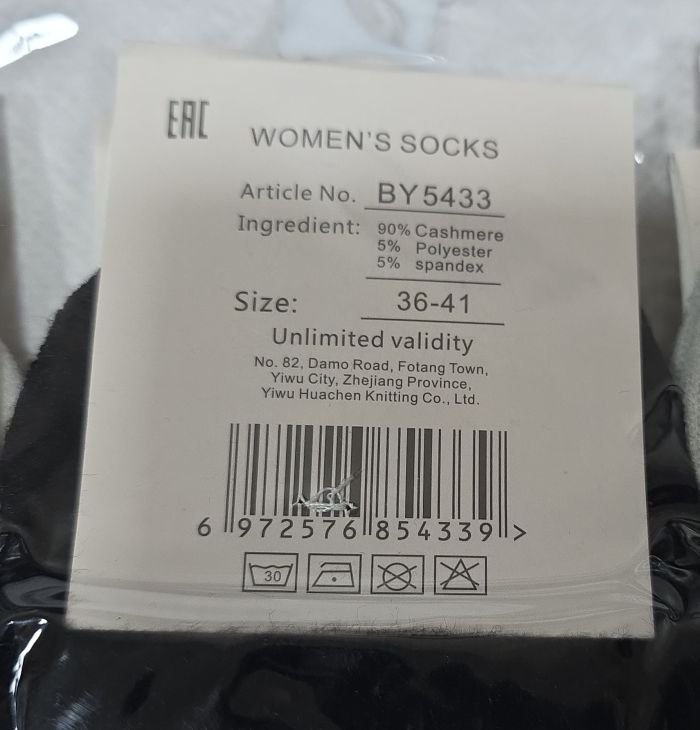 EAC
WOMEN'S SOCKS
Article No. BY5433
Ingredient: 90% Cashmere
5% Polyester
5% spandex
Size: 36-41
Unlimited validity
No. 82, Damo Road, Fotang Town,
Yiwu City, Zhejiang Province,
Yiwu Huachen Knitting Co., Ltd.
6 972576 854339 >
30